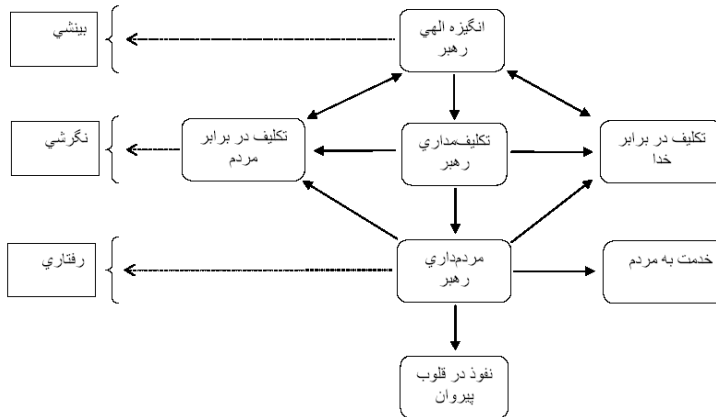 انگيزه الهي
رهبر
بينشي
تكليف در برابر
خدا
تكليف‌مداري
رهبر
تكليف در برابر
مردم
نگرشي
خدمت به مردم
مردم‌داري
رهبر
رفتاري
نفوذ در قلوب
پيروان